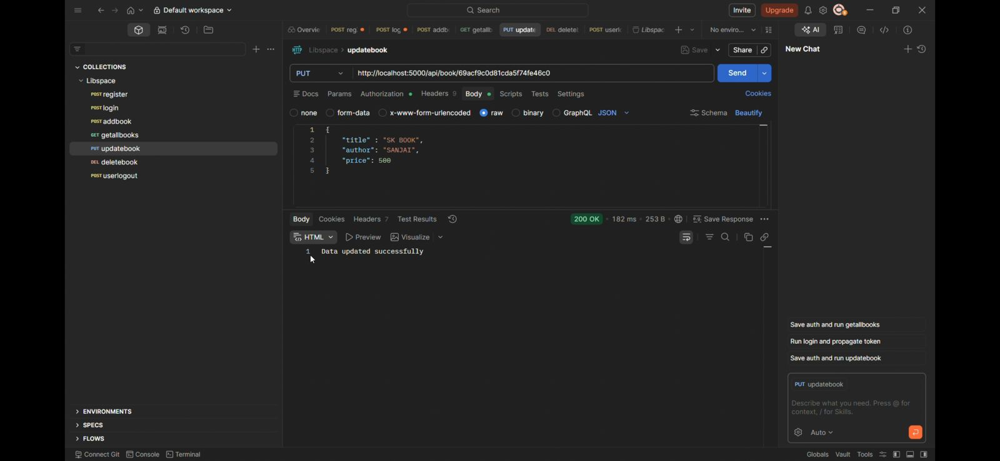 Default workspace
Search
Invite
Upgrade
Overvie
POST reg
POST log
POST addb
GET getallb
PUT update
DEL delete
POST userl
Libspac
No enviro...
AI
Libspace > updatebook
Save
Share
New Chat
COLLECTIONS
Libspace
POST register
POST login
POST addbook
GET getallbooks
PUT updatebook
DEL deletebook
POST userlogout
PUT
http://localhost:5000/api/book/69acf9c0d81cda5f74fe46c0
Send
Docs
Params
Authorization
Headers 9
Body
Scripts
Tests
Settings
Cookies
none
form-data
x-www-form-urlencoded
raw
binary
GraphQL
JSON
Schema
Beautify
1 {
2 "title" : "SK BOOK",
3 "author": "SANJAI",
4 "price": 500
5 }
Body
Cookies
Headers 7
Test Results
200 OK
182 ms
253 B
e.g. Save Response
HTML
Preview
Visualize
1 Data updated successfully
Save auth and run getallbooks
Run login and propagate token
Save auth and run updatebook
PUT updatebook
Describe what you need. Press @ for
context, / for Skills.
Auto
ENVIRONMENTS
SPECS
FLOWS
Connect Git
Console
Terminal
Globals
Vault
Tools